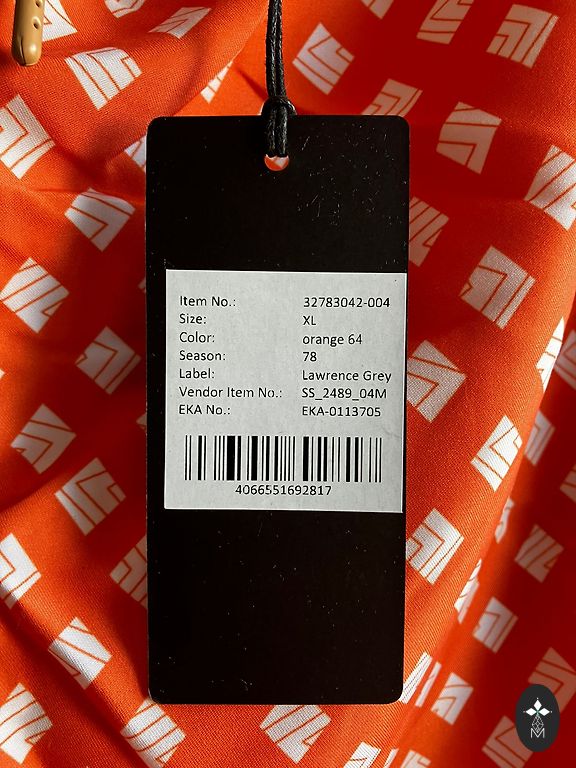 Item No.: 32783042-004
Size: XL
Color: orange 64
Season: 78
Label: Lawrence Grey
Vendor Item No.: SS_2489_04M
EKA No.: EKA-0113705
4066551692817